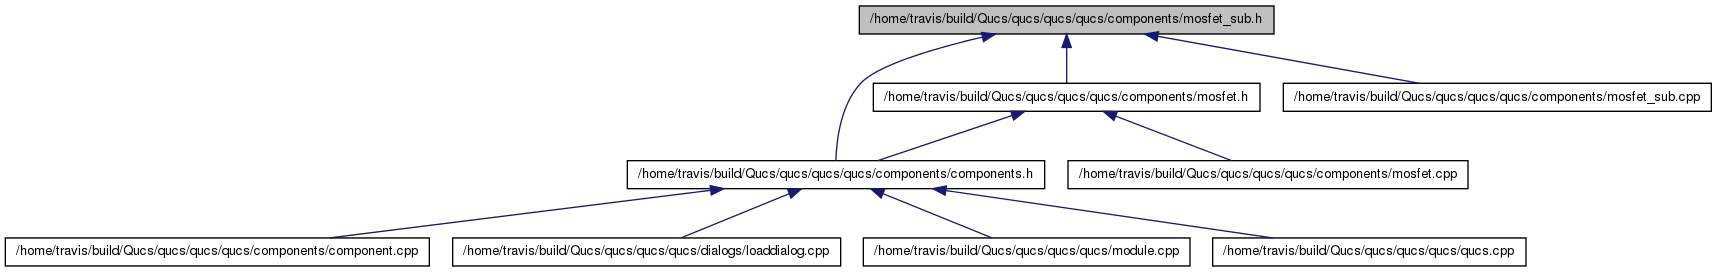 /home/travis/build/Qucs/qucs/qucs/qucs/components/mosfet_sub.h
/home/travis/build/Qucs/qucs/qucs/qucs/components/mosfet.h
/home/travis/build/Qucs/qucs/qucs/qucs/components/mosfet_sub.cpp
/home/travis/build/Qucs/qucs/qucs/qucs/components/components.h
/home/travis/build/Qucs/qucs/qucs/qucs/components/mosfet.cpp
/home/travis/build/Qucs/qucs/qucs/qucs/components/component.cpp
/home/travis/build/Qucs/qucs/qucs/qucs/dialogs/loaddialog.cpp
/home/travis/build/Qucs/qucs/qucs/qucs/module.cpp
/home/travis/build/Qucs/qucs/qucs/qucs/qucs.cpp